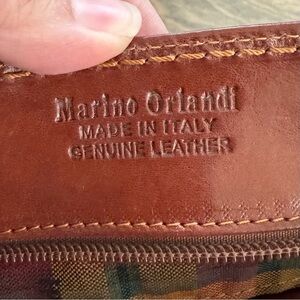 Marino Orlandi
MADE IN ITALY
GENUINE LEATHER